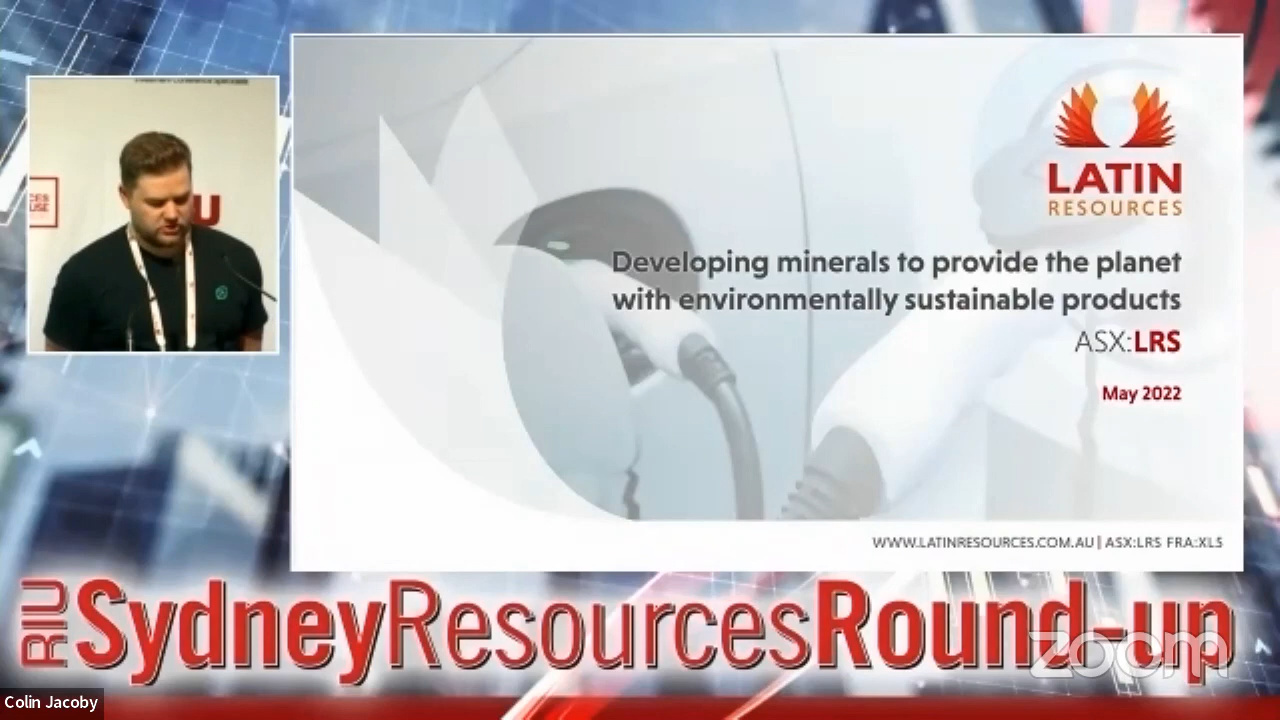 LATIN
RESOURCES
Developing minerals to provide the planet
with environmentally sustainable products
ASX:LRS
May 2022
WWW.LATINRESOURCES.COM.AU | ASX:LRS FRA:XL5
RIU SydneyResourcesRound-up
zoom
Colin Jacoby